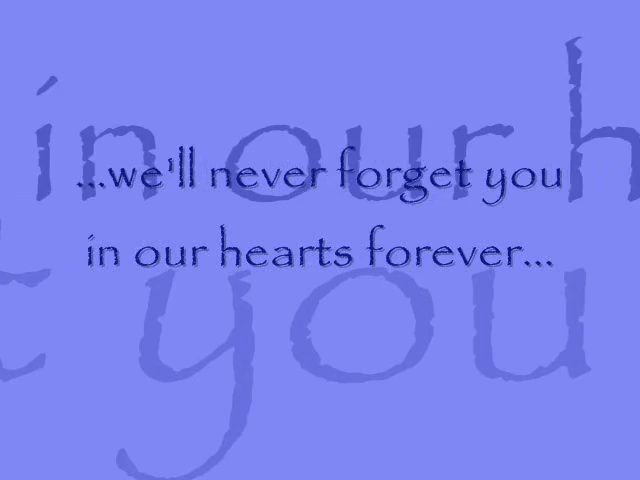 in our h
...we'll never forget you
in our hearts forever...
t you